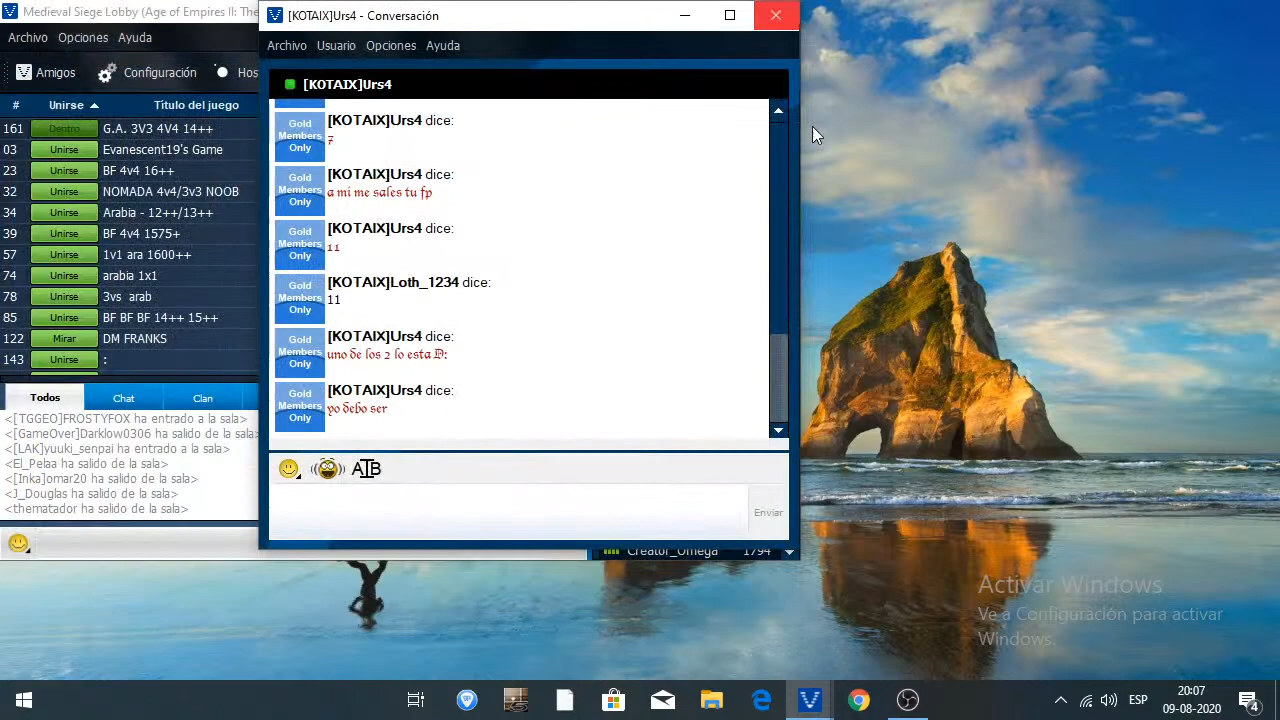 Medieval Siege Lobby (Age of Empires II: The
Archivo Opciones Ayuda
Amigos Configuración Hos
# Unirse Título del juego
161 Dentro G.A. 3V3 4V4 14++
03 Unirse Evanescent19's Game
23 Unirse BF 4v4 16++
32 Unirse NOMADA 4v4/3v3 NOOB
34 Unirse Arabia - 12++/13++
39 Unirse BF 4v4 1575+
57 Unirse 1v1 ara 1600++
74 Unirse arabia 1x1
78 Unirse 3vs arab
85 Unirse BF BF BF 14++ 15++
122 Mirar DM FRANKS
143 Unirse :
Todos Chat Clan
<[TGGEO]FROSTYFOX ha entrado a la sala>
<[GameOver]Darklow0306 ha salido de la sala>
<[LAK]yuuki_senpai ha entrado a la sala>
<El_Pelaa ha salido de la sala>
<[Inka]omar20 ha salido de la sala>
<J_Douglas ha salido de la sala>
<thematador ha salido de la sala>
[KOTAIX]Urs4 - Conversación
Archivo Usuario Opciones Ayuda
[KOTAIX]Urs4
Gold Members Only
[KOTAIX]Urs4 dice:
7
Gold Members Only
[KOTAIX]Urs4 dice:
a mi me sales tu fp
Gold Members Only
[KOTAIX]Urs4 dice:
11
Gold Members Only
[KOTAIX]Loth_1234 dice:
11
Gold Members Only
[KOTAIX]Urs4 dice:
uno de los 2 lo esta D:
Gold Members Only
[KOTAIX]Urs4 dice:
yo debo ser
Enviar
Creator_Omega 1794
Activar Windows
Ve a Configuración para activar
Windows.
ESP
20:07
09-08-2020
4